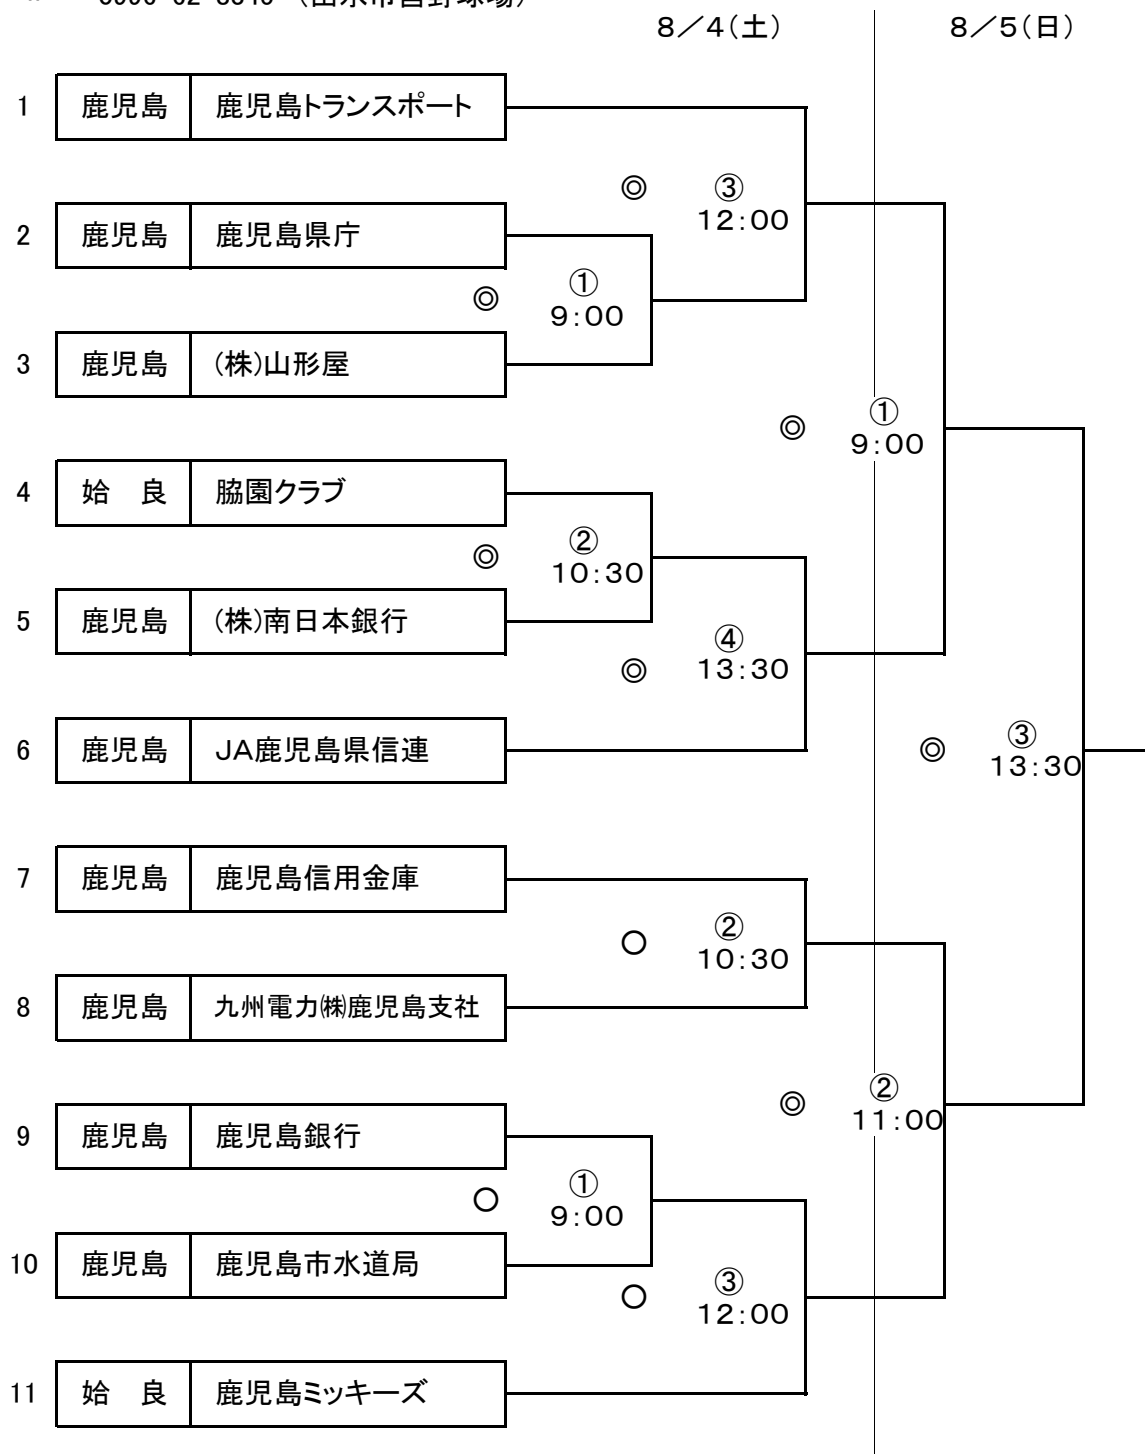 8／4(土)
8／5(日)
1 鹿児島 鹿児島トランスポート
◎ ③
12:00
2 鹿児島 鹿児島県庁
◎ ①
9:00
3 鹿児島 (株)山形屋
◎ ①
9:00
4 姶 良 脇園クラブ
◎ ②
10:30
5 鹿児島 (株)南日本銀行
◎ ④
13:30
6 鹿児島 JA鹿児島県信連
◎ ③
13:30
7 鹿児島 鹿児島信用金庫
○ ②
10:30
8 鹿児島 九州電力㈱鹿児島支社
◎ ②
11:00
9 鹿児島 鹿児島銀行
○ ①
9:00
10 鹿児島 鹿児島市水道局
○ ③
12:00
11 姶 良 鹿児島ミッキーズ